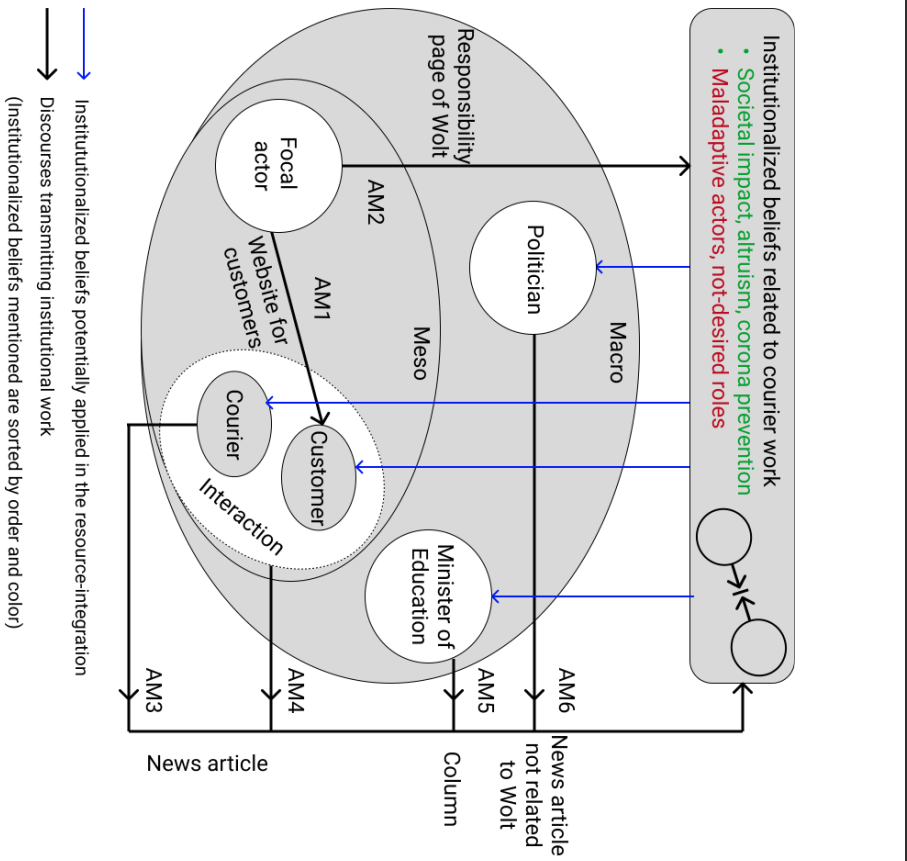 Institutionalized beliefs related to courier work
• Societal impact, altruism, corona prevention
• Maladaptive actors, not-desired roles
Responsibility
page of Wolt
Macro
Politician
Meso
AM2
Focal
actor
AM1
Website for
customers
Customer
Courier
Interaction
Minister of
Education
AM6
AM5
AM4
AM3
News article
not related
to Wolt
Column
News article
Institututionalized beliefs potentially applied in the resource-integration
Discourses transmitting institutional work
(Institutionalized beliefs mentioned are sorted by order and color)